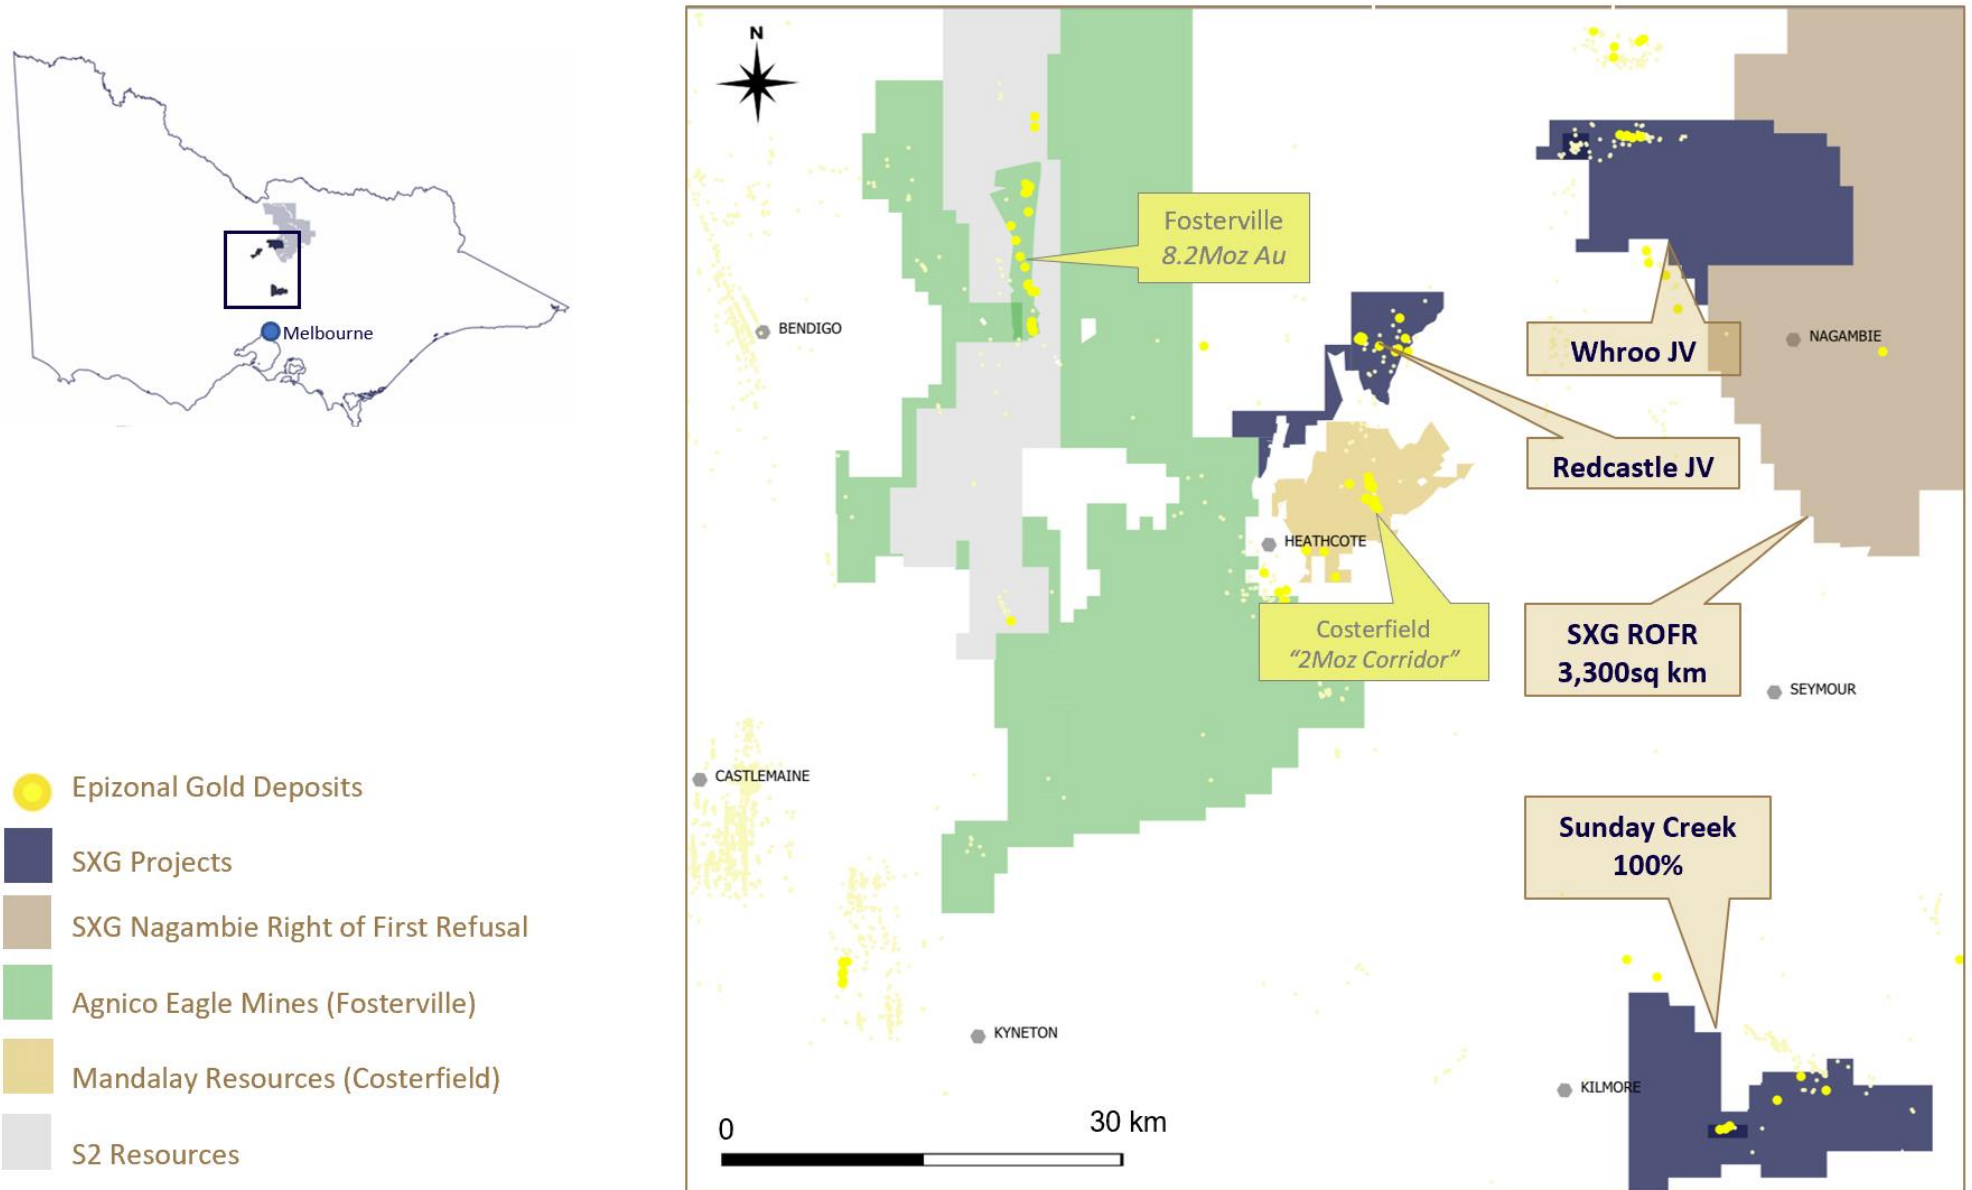 Melbourne
Epizonal Gold Deposits
SXG Projects
SXG Nagambie Right of First Refusal
Agnico Eagle Mines (Fosterville)
Mandalay Resources (Costerfield)
S2 Resources
N
Fosterville
8.2Moz Au
BENDIGO
Whroo JV
NAGAMBIE
Redcastle JV
HEATHCOTE
Costerfield
“2Moz Corridor”
SXG ROFR
3,300sq km
SEYMOUR
CASTLEMAINE
Sunday Creek
100%
KYNETON
KILMORE
0
30 km